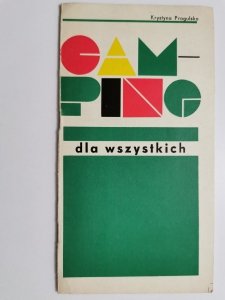 Krystyna Progulska
CAM-
PING
dla wszystkich